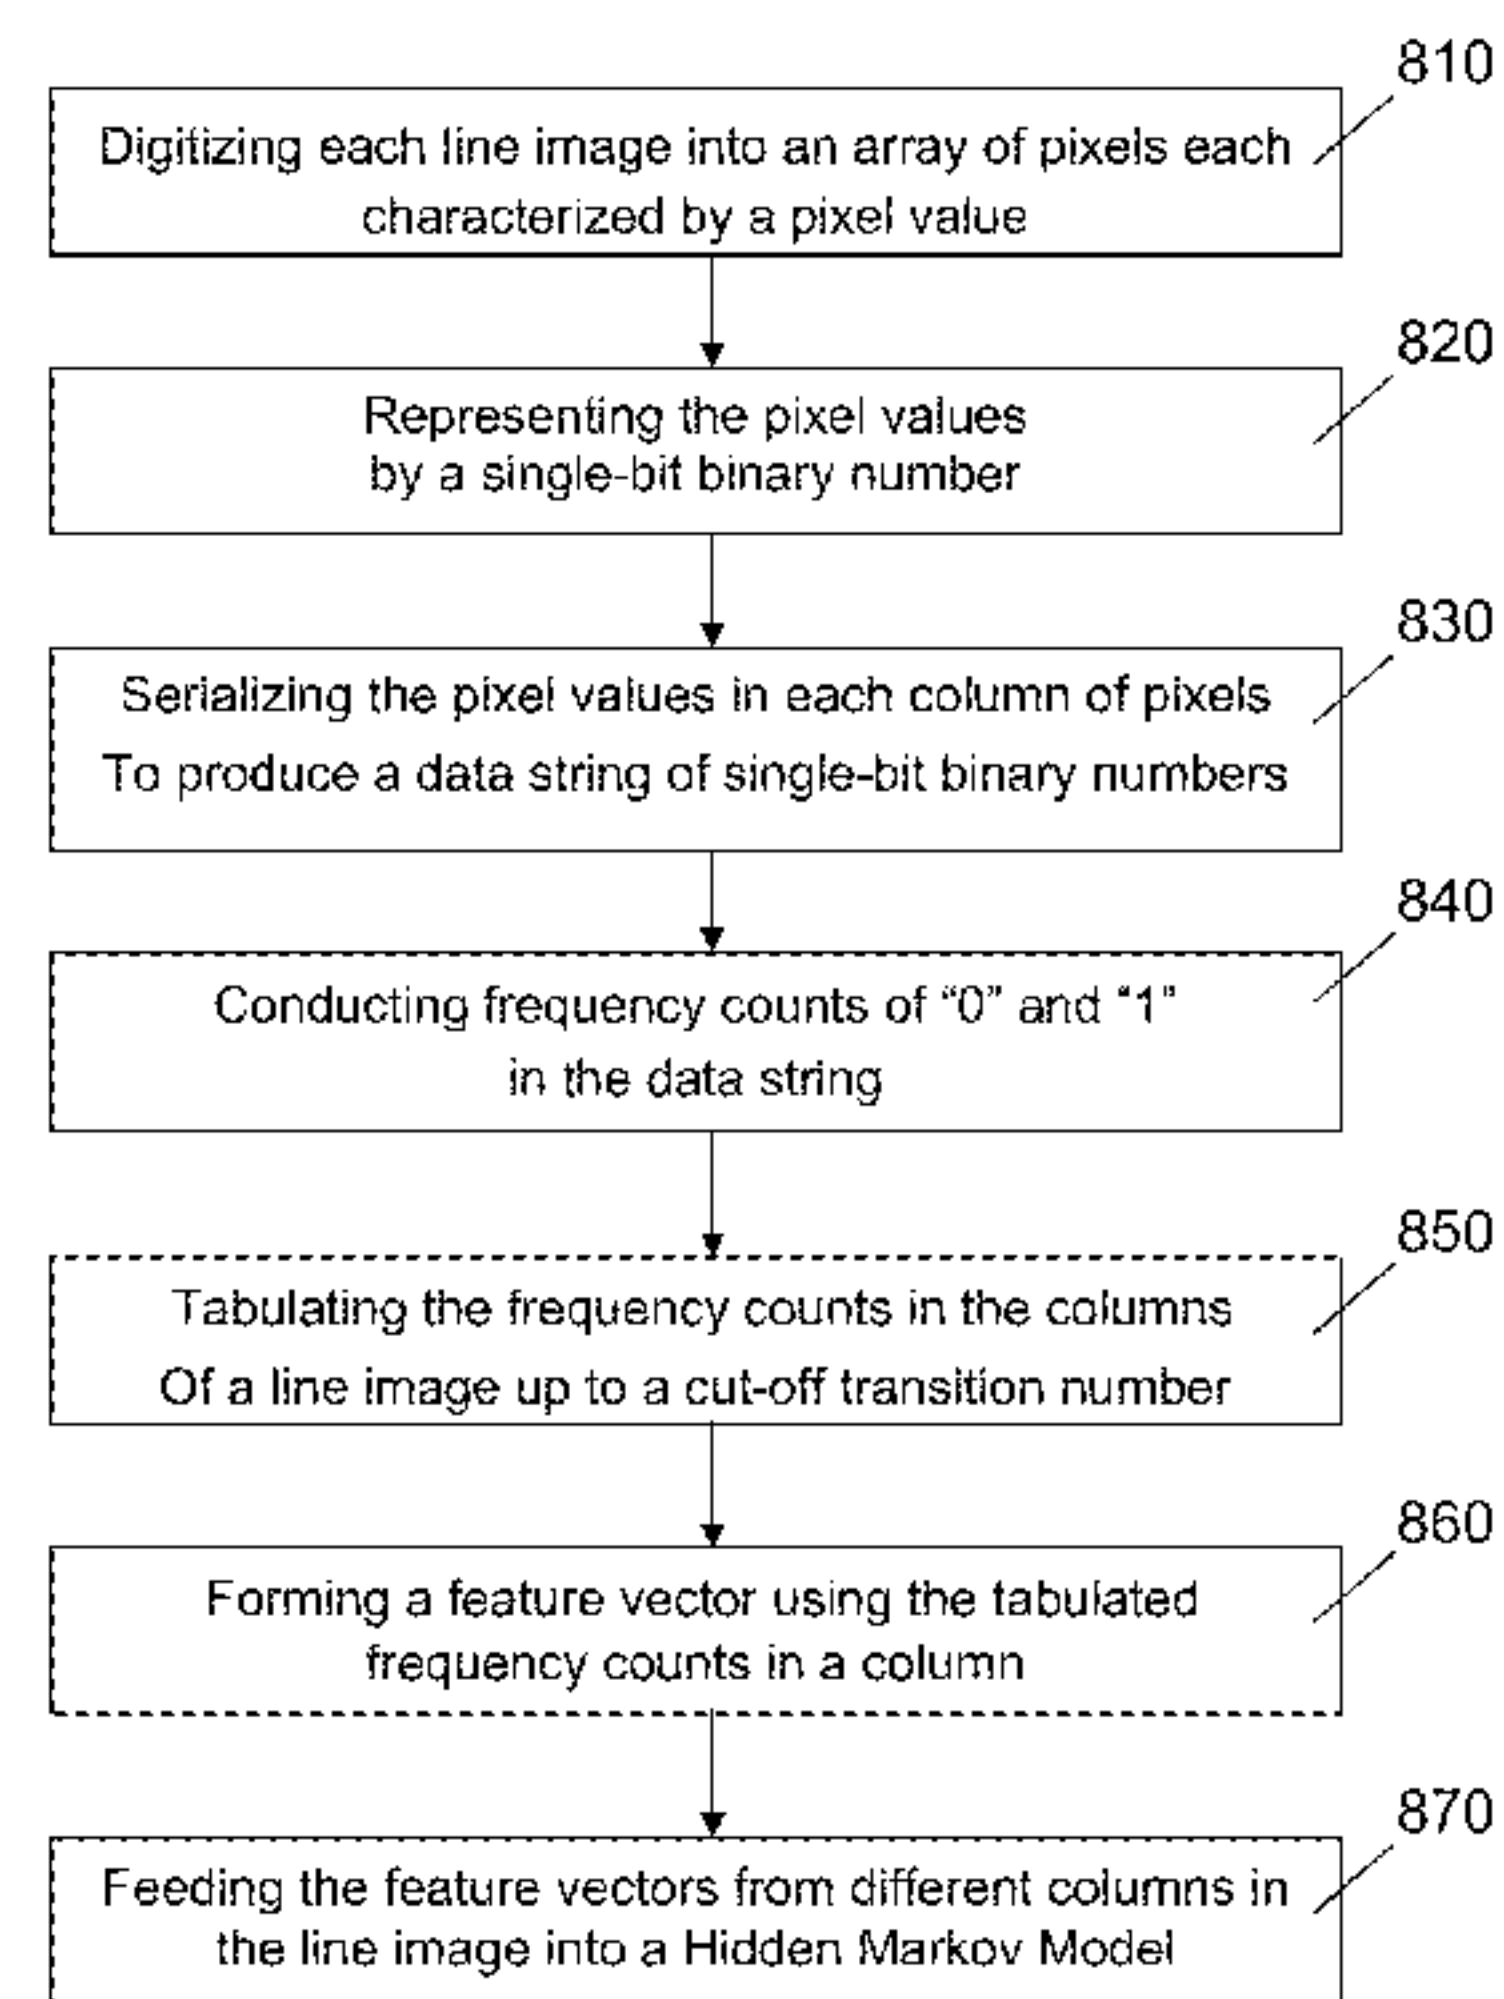 810
Digitizing each line image into an array of pixels each
characterized by a pixel value
820
Representing the pixel values
by a single-bit binary number
830
Serializing the pixel values in each column of pixels
To produce a data string of single-bit binary numbers
840
Conducting frequency counts of “0” and “1”
in the data string
850
Tabulating the frequency counts in the columns
Of a line image up to a cut-off transition number
860
Forming a feature vector using the tabulated
frequency counts in a column
870
Feeding the feature vectors from different columns in
the line image into a Hidden Markov Model